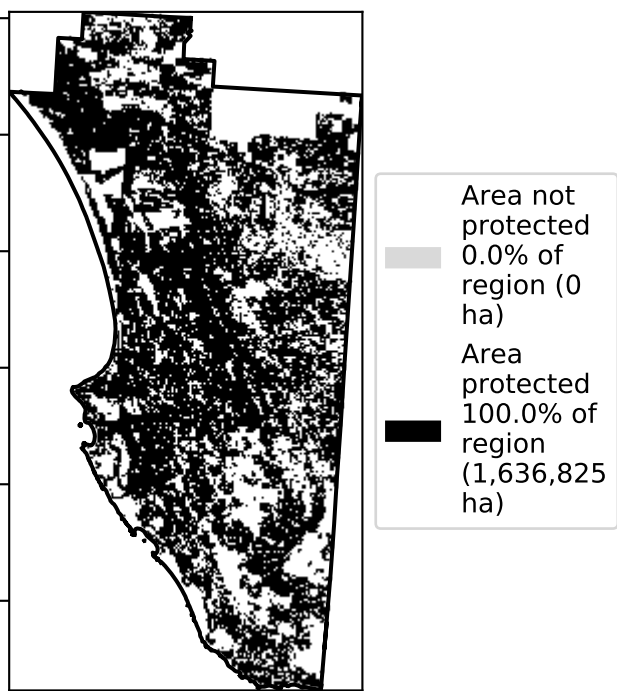 Area not
protected
0.0% of
region (0
ha)
Area
protected
100.0% of
region
(1,636,825
ha)